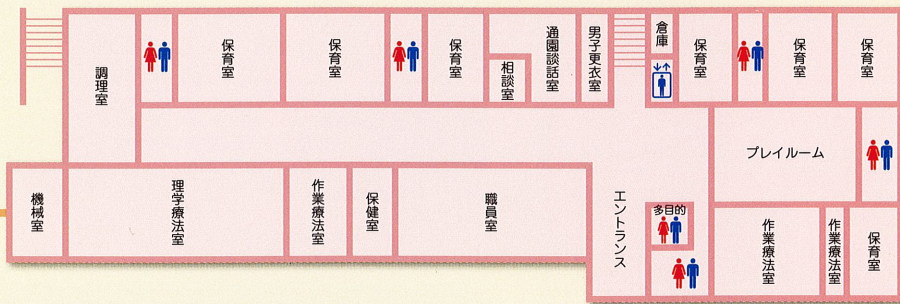 調理室
保育室
保育室
保育室
相談室
通園談話室
男子更衣室
倉庫
保育室
保育室
保育室
プレイルーム
機械室
理学療法室
作業療法室
保健室
職員室
エントランス
多目的
作業療法室
作業療法室
保育室